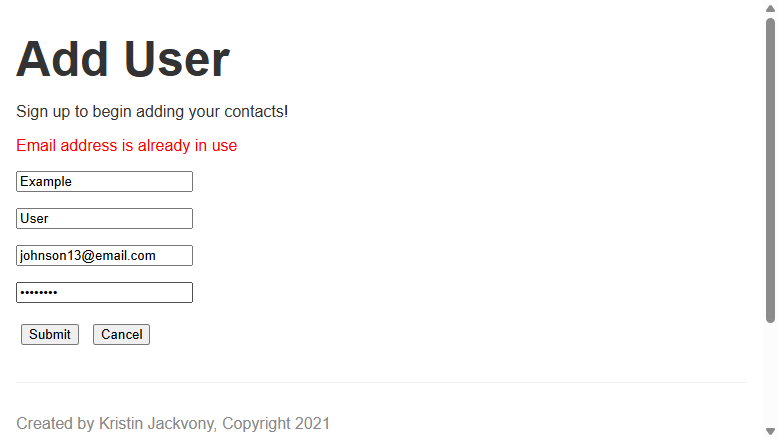 Add User
Sign up to begin adding your contacts!
Email address is already in use
Example
User
johnson13@email.com
••••••••
Submit Cancel
Created by Kristin Jackvony, Copyright 2021